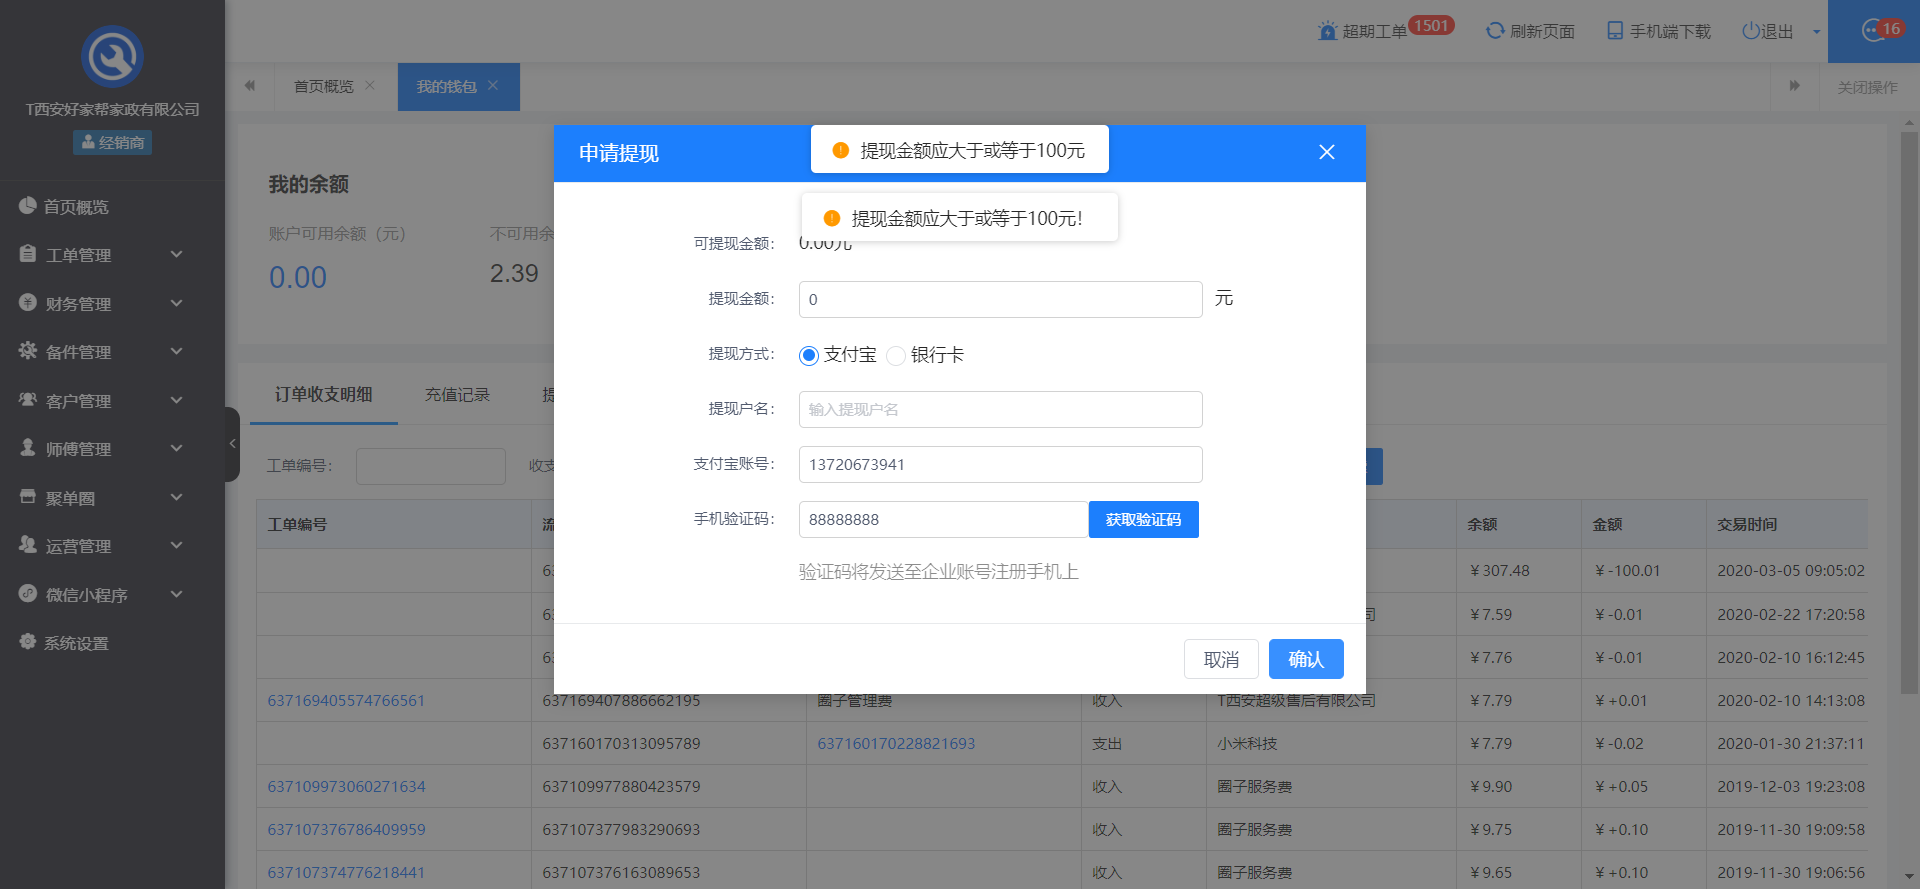 超期工单 1501 刷新页面 手机端下载 退出 16
T西安好家帮家政有限公司
经销商
首页概览 我的钱包 关闭操作
首页概览
工单管理
财务管理
备件管理
客户管理
师傅管理
聚单圈
运营管理
微信小程序
系统设置
我的余额
账户可用余额（元） 不可用余
0.00 2.39
订单收支明细 充值记录
工单编号： 收支
申请提现
提现金额应大于或等于100元
提现金额应大于或等于100元！
可提现金额： 0.00元
提现金额： 0 元
提现方式： 支付宝 银行卡
提现户名： 输入提现户名
支付宝账号： 13720673941
手机验证码： 88888888 获取验证码
验证码将发送至企业账号注册手机上
取消 确认
工单编号 余额 金额 交易时间
¥307.48 ¥-100.01 2020-03-05 09:05:02
¥7.59 ¥-0.01 2020-02-22 17:20:58
¥7.76 ¥-0.01 2020-02-10 16:12:45
637169405574766561 637169407886662195 圈子管理费 收入 T西安超级售后有限公司 ¥7.79 ¥+0.01 2020-02-10 14:13:08
637160170313095789 637160170228821693 支出 小米科技 ¥7.79 ¥-0.02 2020-01-30 21:37:11
637109973060271634 637109977880423579 收入 圈子服务费 ¥9.90 ¥+0.05 2019-12-03 19:23:08
637107376786409959 637107377983290693 收入 圈子服务费 ¥9.75 ¥+0.10 2019-11-30 19:09:58
637107374776218441 637107376163089653 收入 圈子服务费 ¥9.65 ¥+0.10 2019-11-30 19:06:56